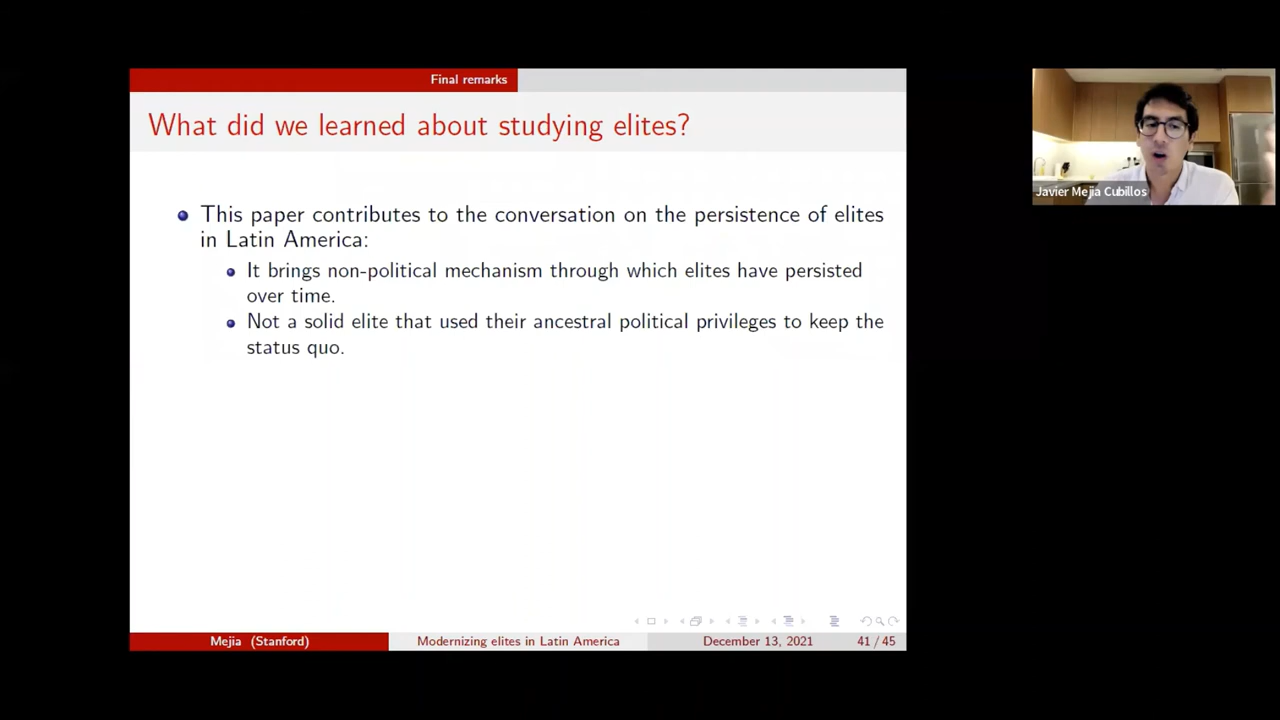 Final remarks
What did we learned about studying elites?
This paper contributes to the conversation on the persistence of elites
in Latin America:
It brings non-political mechanism through which elites have persisted
over time.
Not a solid elite that used their ancestral political privileges to keep the
status quo.
Mejia (Stanford)
Modernizing elites in Latin America
December 13, 2021
41 / 45
Javier Mejia Cubillos